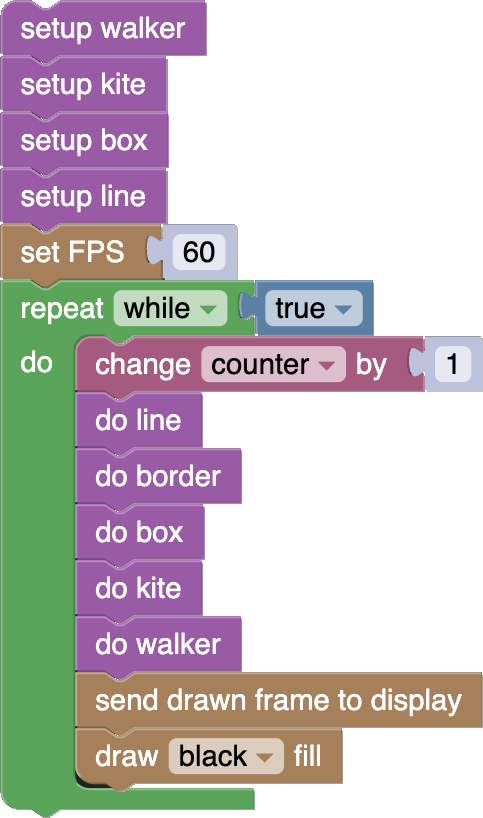 setup walker
setup kite
setup box
setup line
set FPS 60
repeat while true
do change counter by 1
do line
do border
do box
do kite
do walker
send drawn frame to display
draw black fill